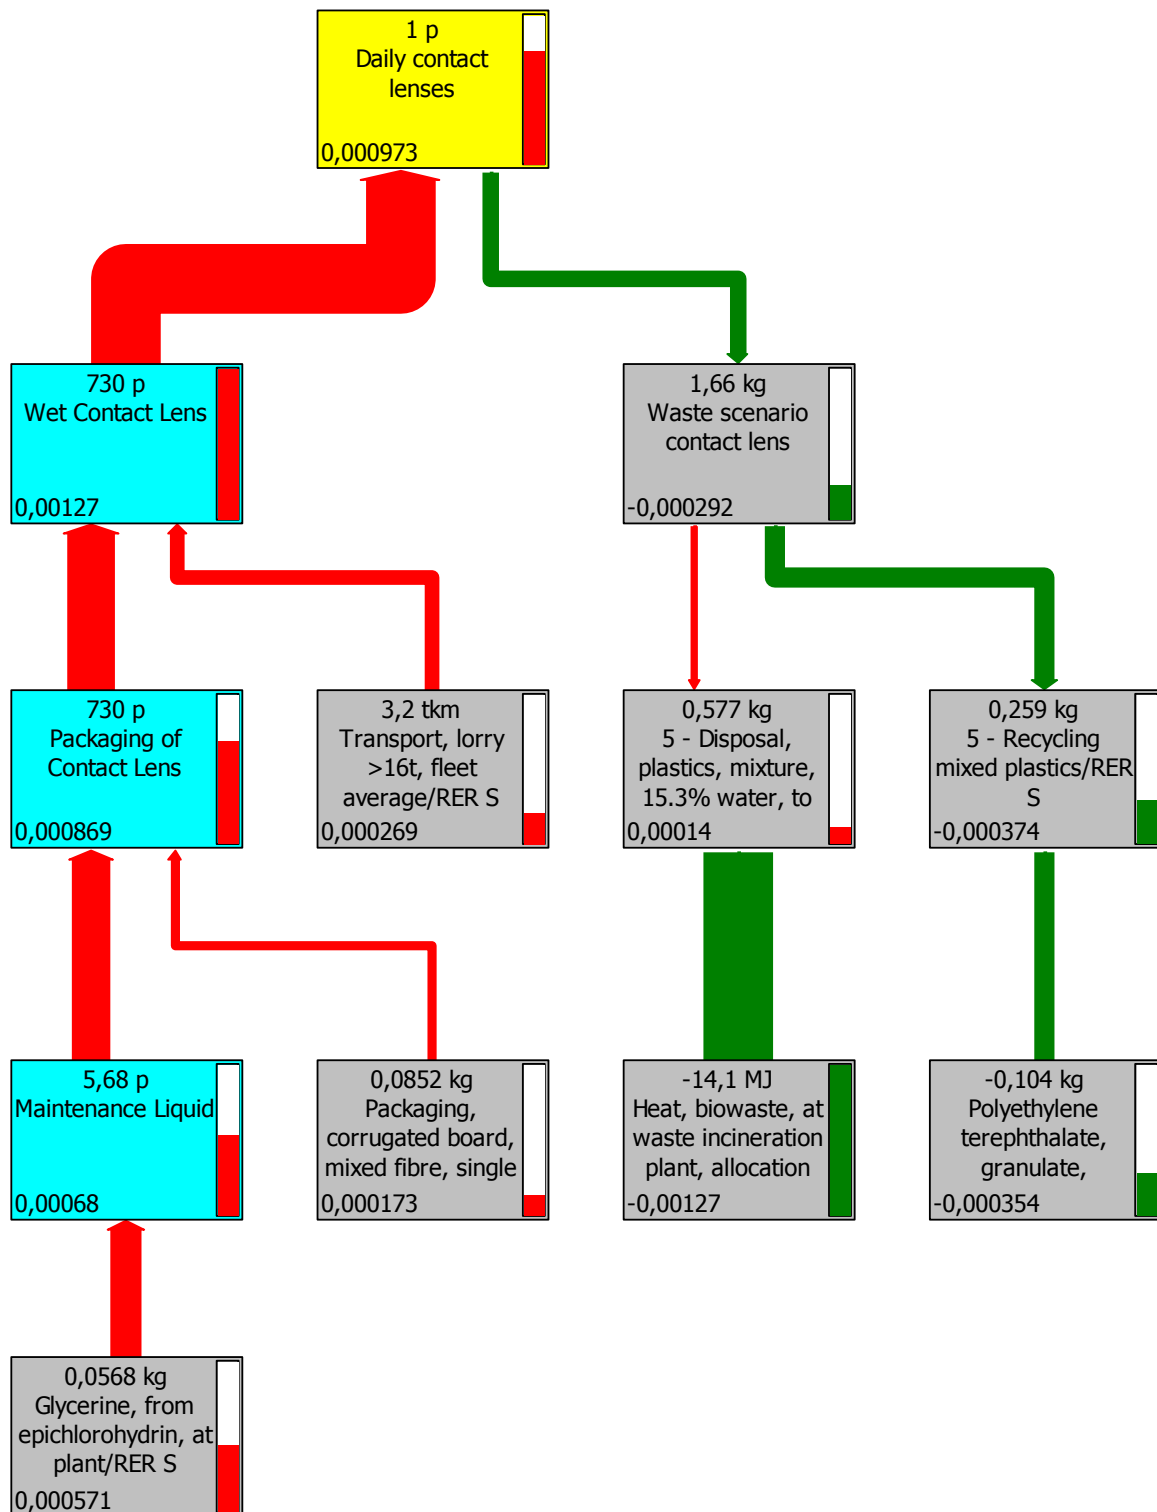 1 p
Daily contact
lenses
0,000973
730 p
Wet Contact Lens
0,00127
1,66 kg
Waste scenario
contact lens
-0,000292
730 p
Packaging of
Contact Lens
0,000869
3,2 tkm
Transport, lorry
>16t, fleet
average/RER S
0,000269
0,577 kg
5 - Disposal,
plastics, mixture,
15.3% water, to
0,00014
0,259 kg
5 - Recycling
mixed plastics/RER
S
-0,000374
5,68 p
Maintenance Liquid
0,00068
0,0852 kg
Packaging,
corrugated board,
mixed fibre, single
0,000173
-14,1 MJ
Heat, biowaste, at
waste incineration
plant, allocation
-0,00127
-0,104 kg
Polyethylene
terephthalate,
granulate,
-0,000354
0,0568 kg
Glycerine, from
epichlorohydrin, at
plant/RER S
0,000571